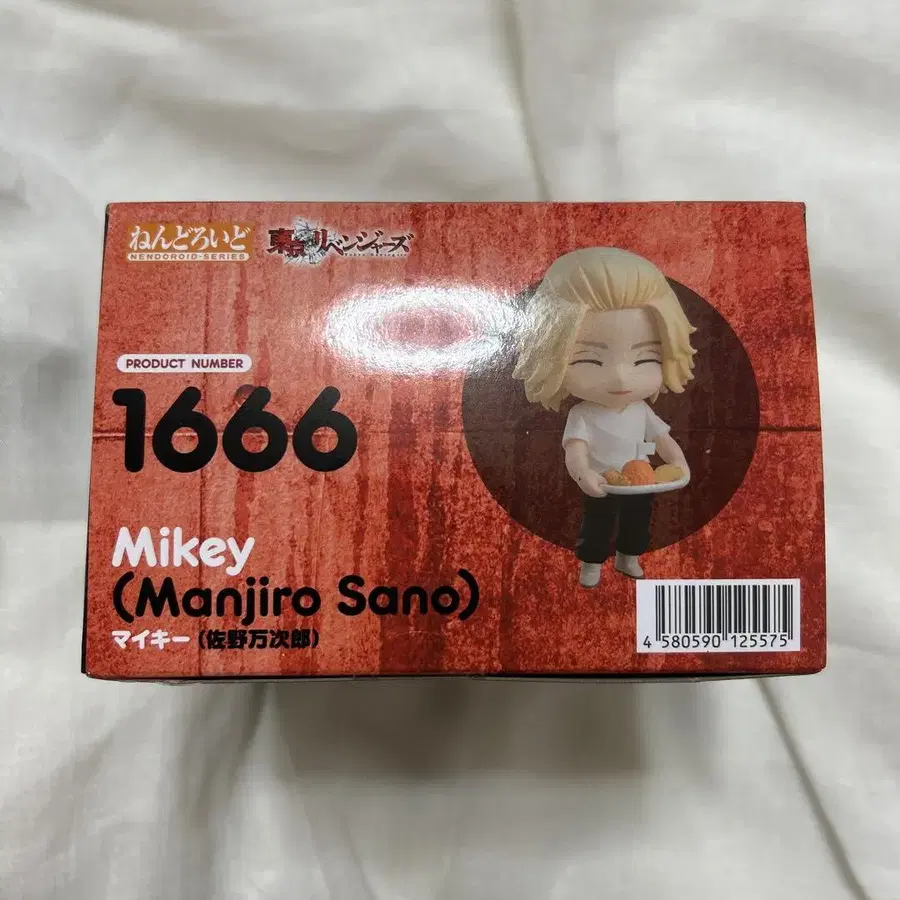 ねんどろいど
NENDOROID-SERIES
東京リベンジャーズ
PRODUCT NUMBER
1666
Mikey
(Manjiro Sano)
マイキー(佐野万次郎)
4 580590 125575